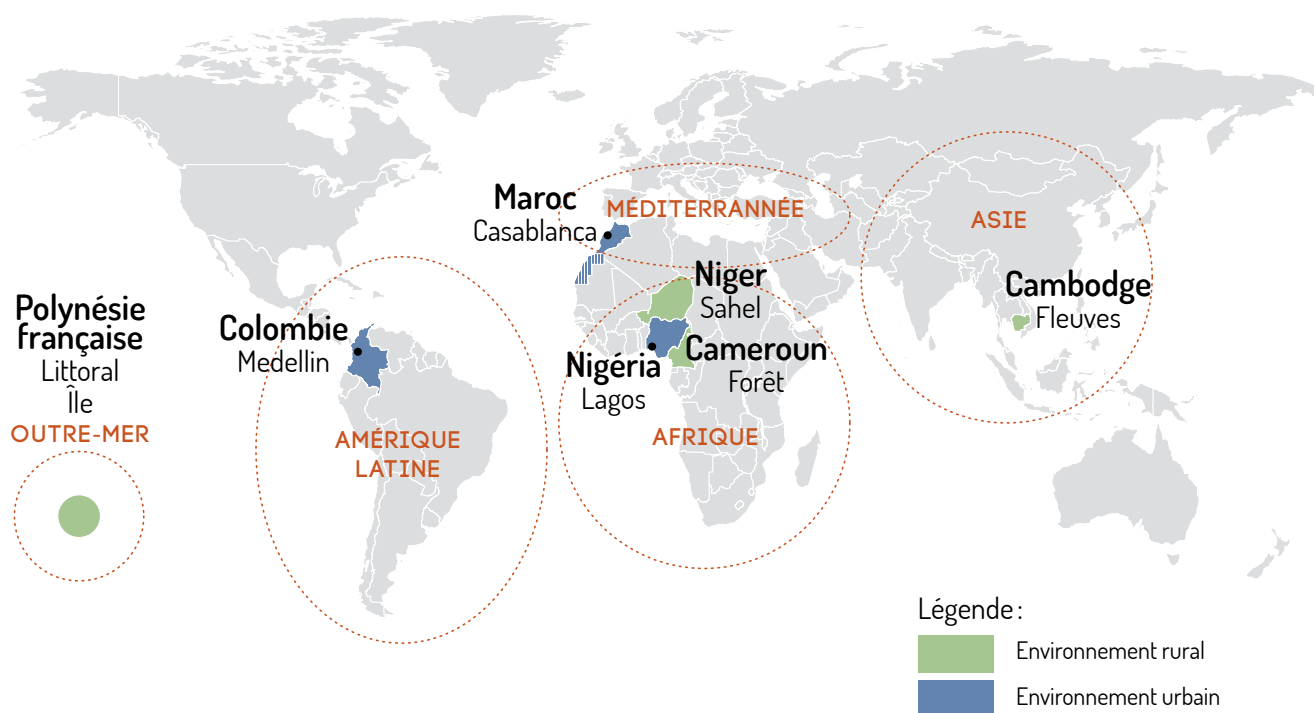 Maroc
Casablanca
MÉDITERRANNÉE
ASIE
Niger
Sahel
Cambodge
Fleuves
Polynésie
française
Littoral
Île
OUTRE-MER
Colombie
Medellin
Nigéria
Lagos
Cameroun
Forêt
AMÉRIQUE
LATINE
AFRIQUE
Légende :
Environnement rural
Environnement urbain